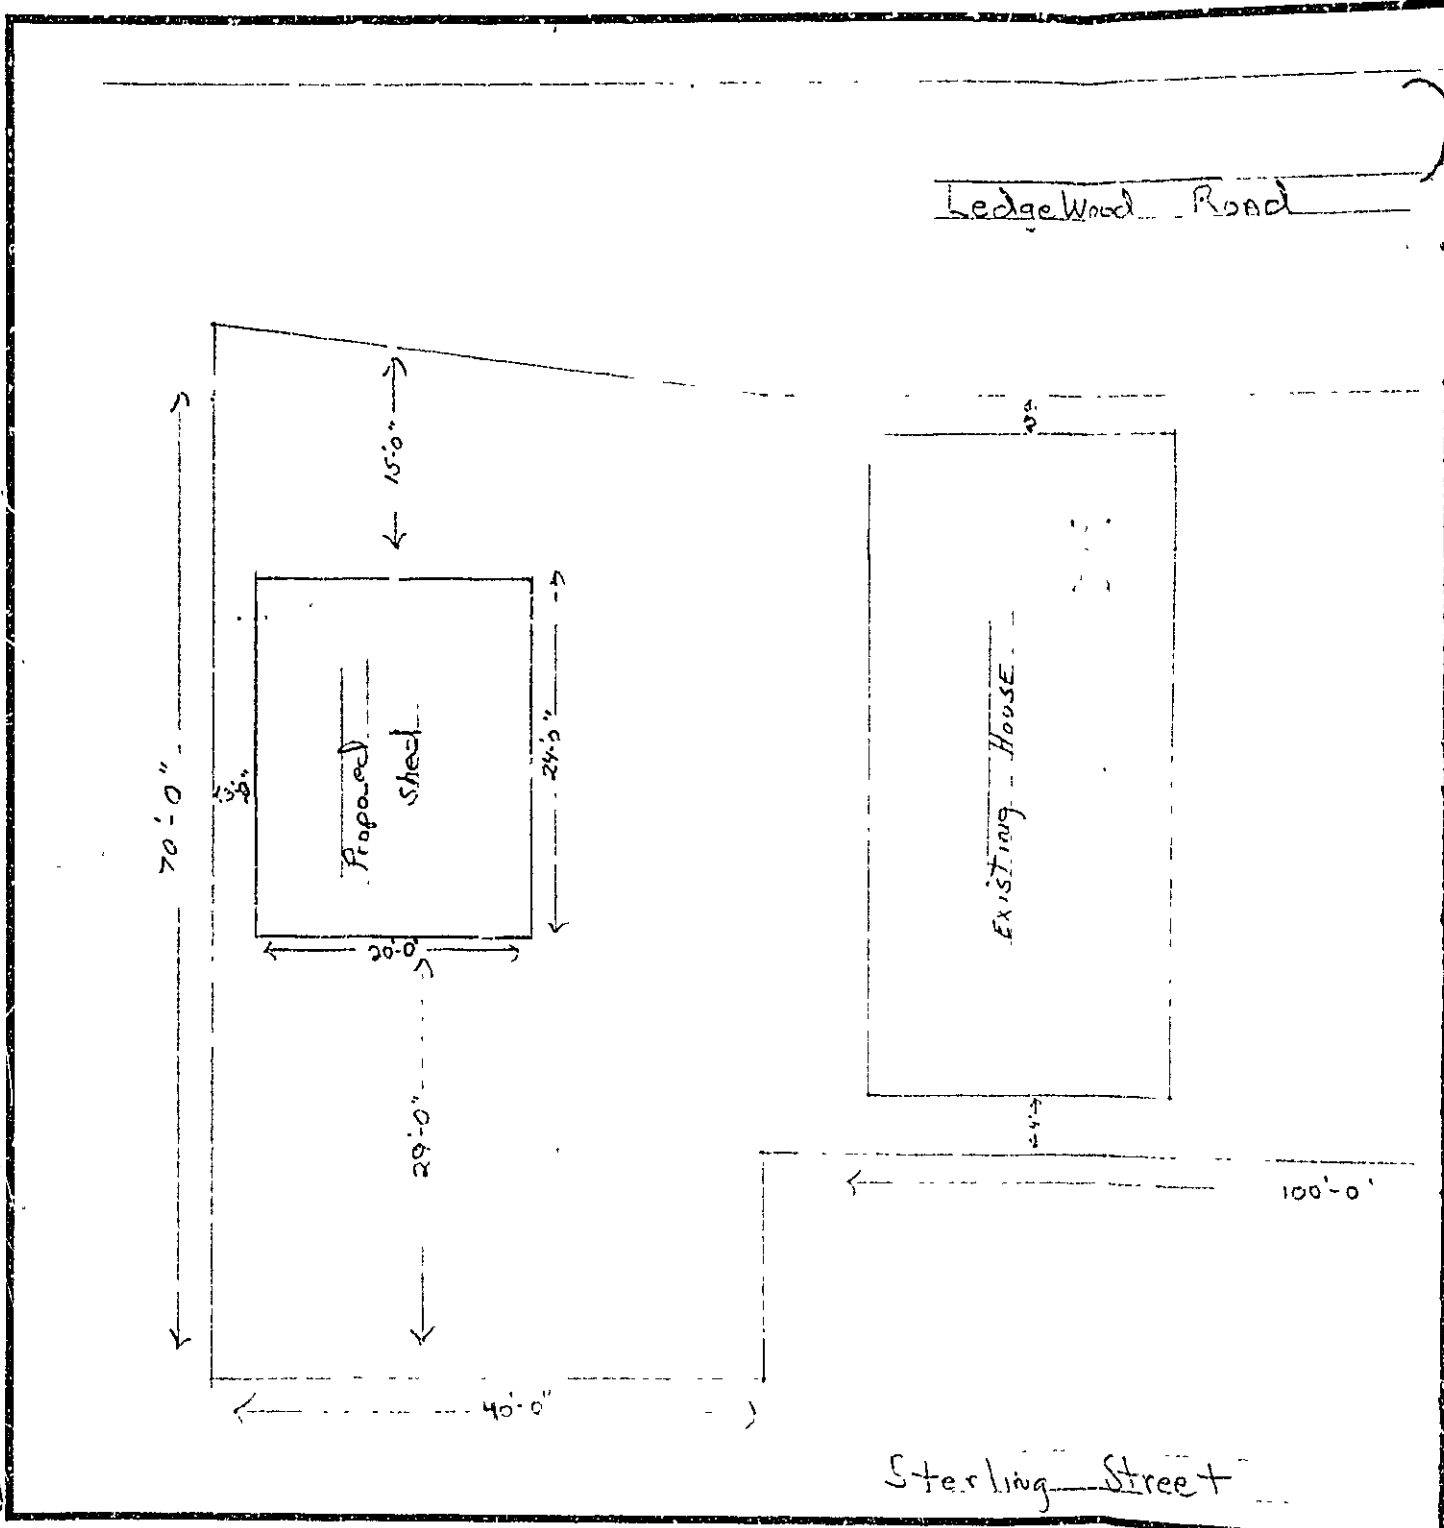 LedgeWood Road
15'-0"
70'-0"
Proposed
Shed
24'-0"
20'-0"
Existing House
29'-0"
100'-0'
40'-0"
Sterling Street